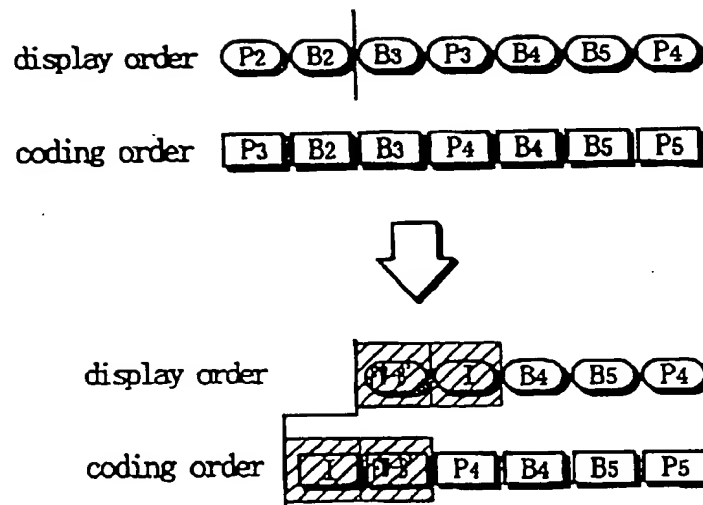 display order P2 B2 B3 P3 B4 B5 P4
coding order P3 B2 B3 P4 B4 B5 P5
display order I B4 B5 P4
coding order I P4 B4 B5 P5